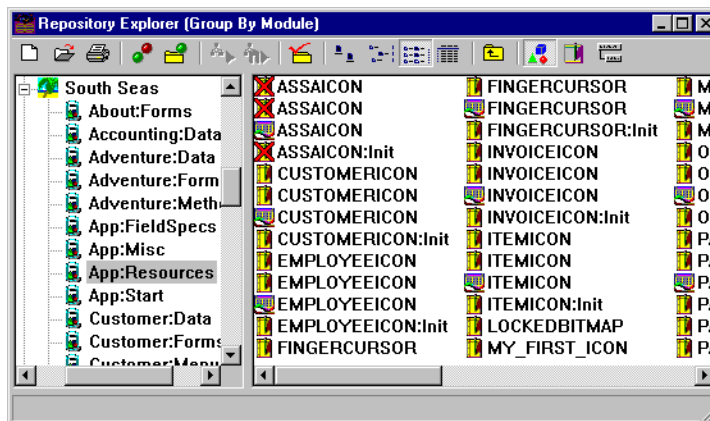 Repository Explorer (Group By Module)
South Seas
About:Forms
Accounting:Data
Adventure:Data
Adventure:Form
Adventure:Meth
App:FieldSpecs
App:Misc
App:Resources
App:Start
Customer:Data
Customer:Forms
Customer:Menu
ASSAICON
ASSAICON
ASSAICON
ASSAICON:Init
CUSTOMERICON
CUSTOMERICON
CUSTOMERICON
CUSTOMERICON:Init
EMPLOYEEICON
EMPLOYEEICON
EMPLOYEEICON
EMPLOYEEICON:Init
FINGERCURSOR
FINGERCURSOR
FINGERCURSOR
FINGERCURSOR:Init
INVOICEICON
INVOICEICON
INVOICEICON
INVOICEICON:Init
ITEMICON
ITEMICON
ITEMICON
ITEMICON:Init
LOCKEDBITMAP
MY_FIRST_ICON